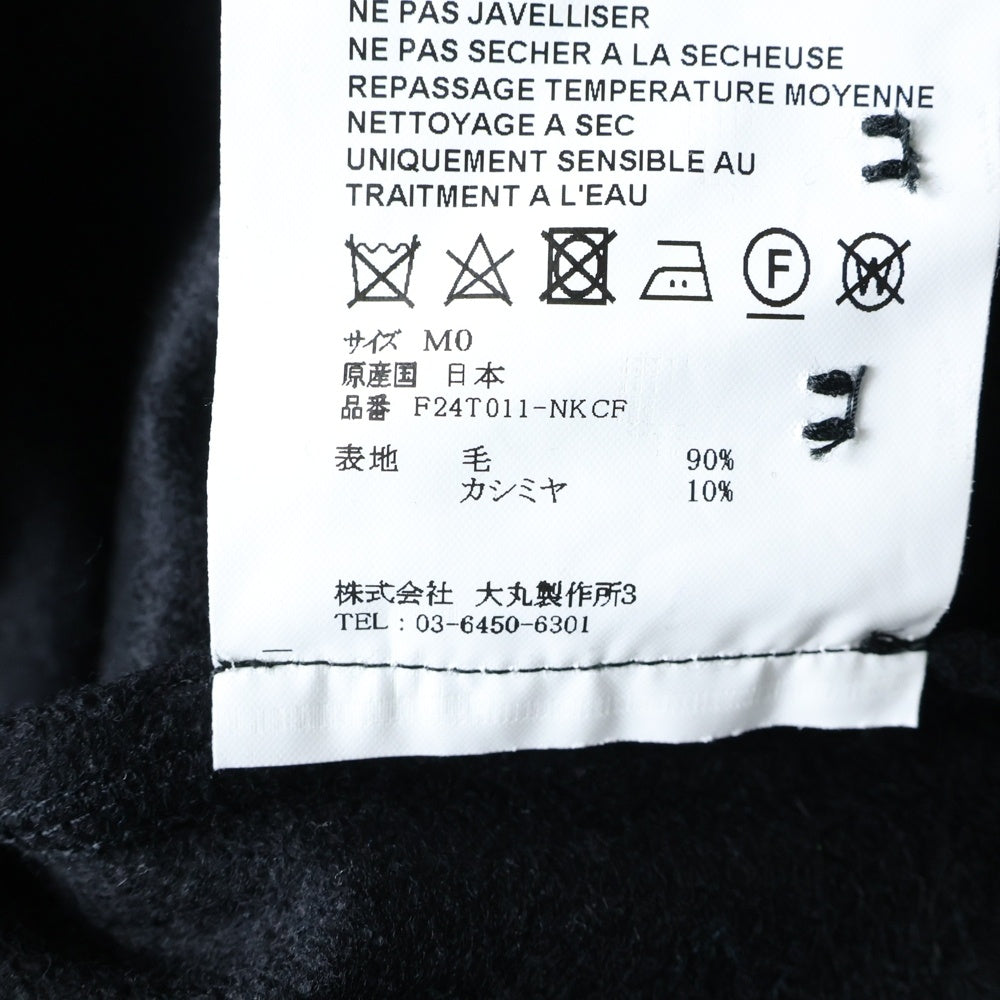 NE PAS JAVELLISER
NE PAS SECHER A LA SECHEUSE
REPASSAGE TEMPERATURE MOYENNE
NETTOYAGE A SEC
UNIQUEMENT SENSIBLE AU
TRAITMENT A L'EAU
F W
サイズ M0
原産国 日本
品番 F24T011-NKCF
表地 毛 90%
カシミヤ 10%
株式会社 大丸製作所3
TEL : 03-6450-6301